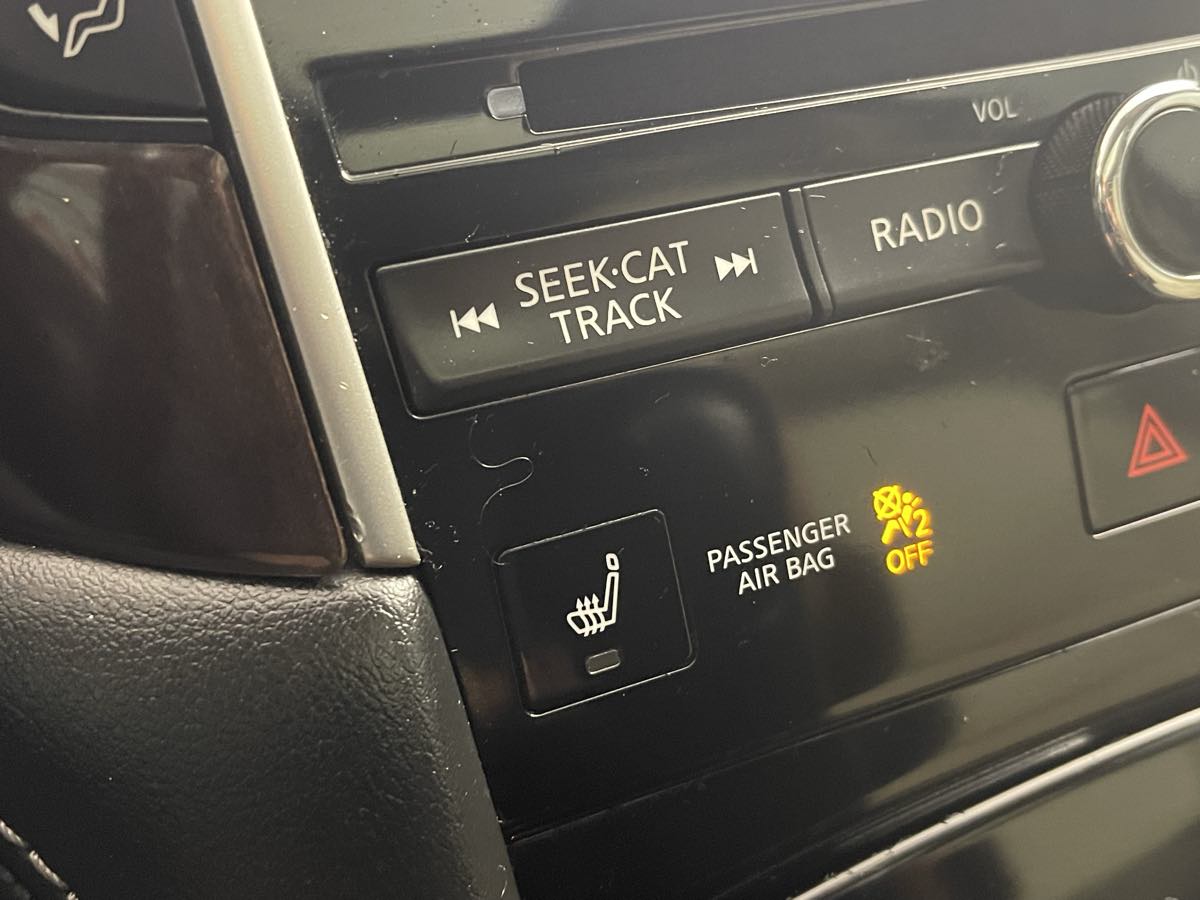 VOL
SEEK·CAT
TRACK
RADIO
PASSENGER
AIR BAG
2
OFF